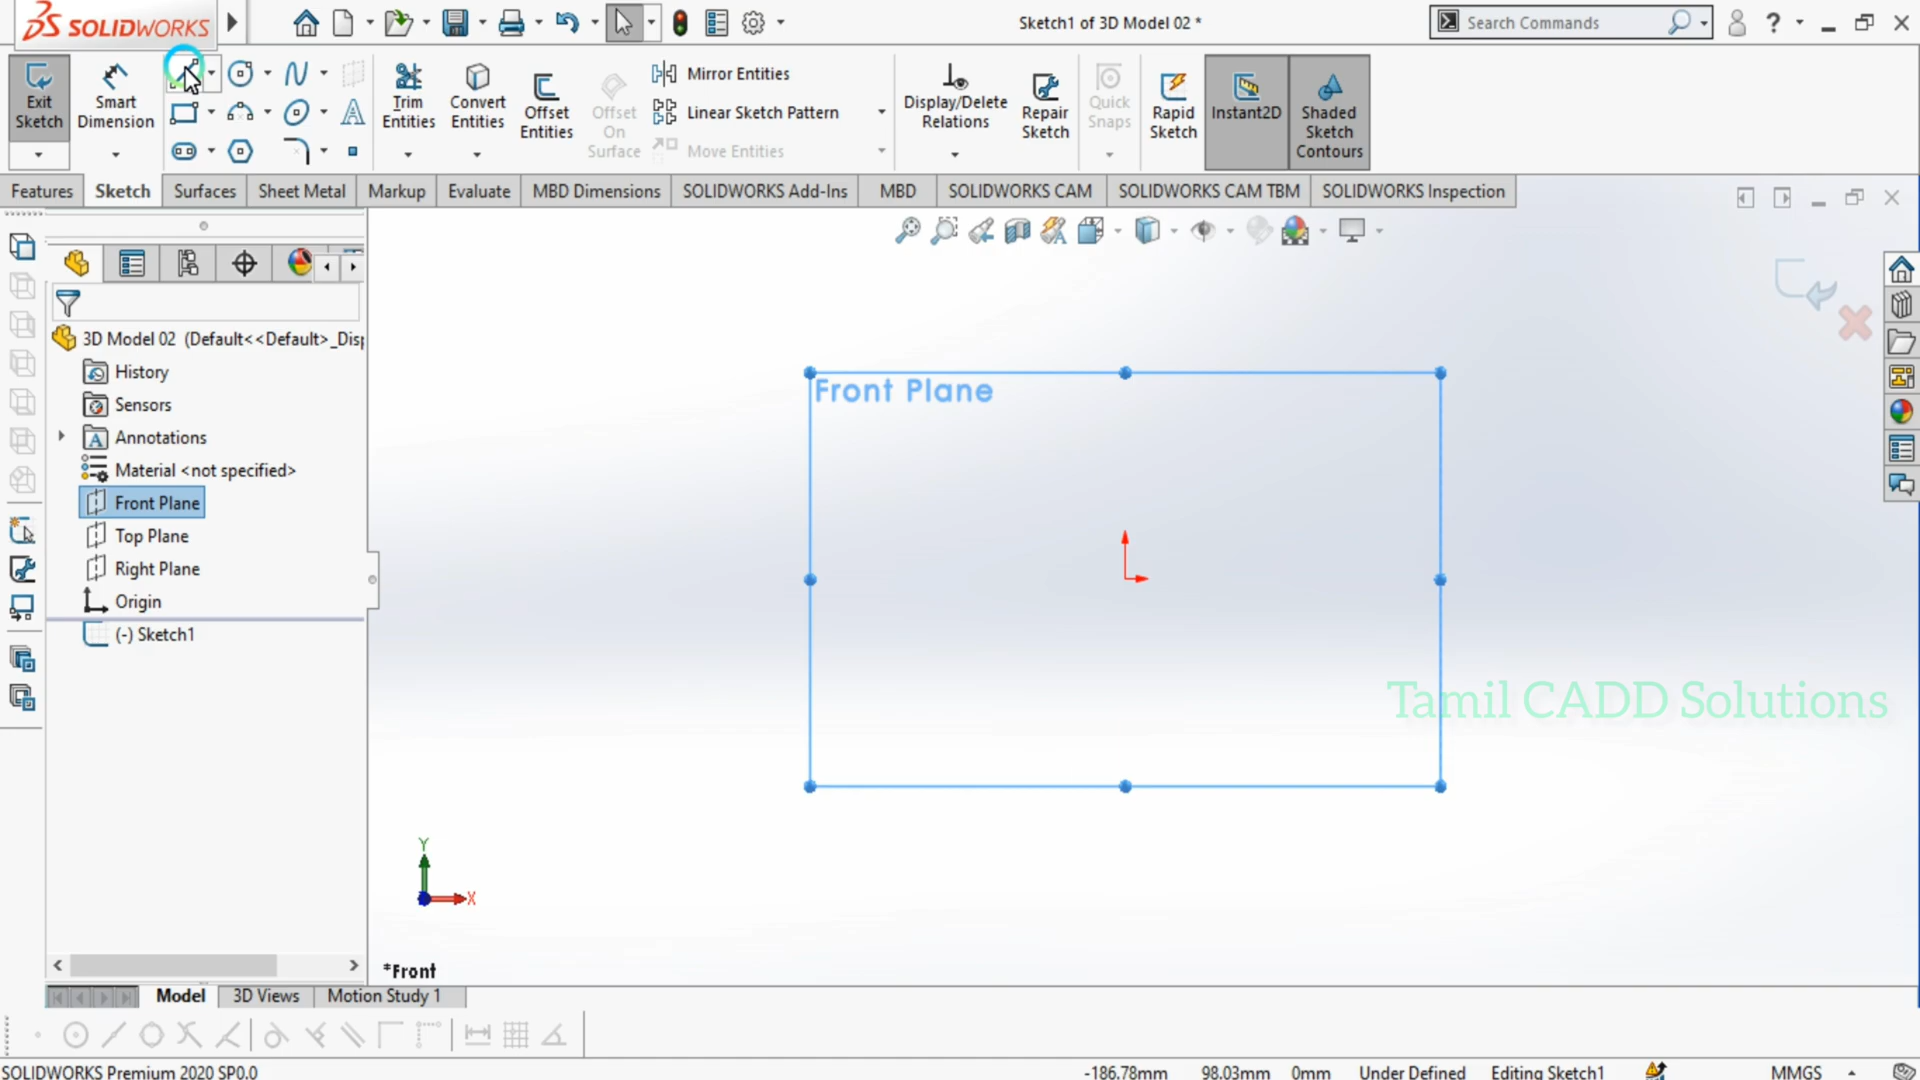 SOLIDWORKS
Sketch1 of 3D Model 02 *
Search Commands
?
Exit
Sketch
Smart
Dimension
Trim
Entities
Convert
Entities
Offset
Entities
Offset
On
Surface
Mirror Entities
Linear Sketch Pattern
Move Entities
Display/Delete
Relations
Repair
Sketch
Quick
Snaps
Rapid
Sketch
Instant2D
Shaded
Sketch
Contours
Features
Sketch
Surfaces
Sheet Metal
Markup
Evaluate
MBD Dimensions
SOLIDWORKS Add-Ins
MBD
SOLIDWORKS CAM
SOLIDWORKS CAM TBM
SOLIDWORKS Inspection
3D Model 02 (Default<<Default>_Disp
History
Sensors
Annotations
Material <not specified>
Front Plane
Top Plane
Right Plane
Origin
(-) Sketch1
Front Plane
Tamil CADD Solutions
Y
X
*Front
Model
3D Views
Motion Study 1
SOLIDWORKS Premium 2020 SP0.0
-186.78mm
98.03mm
0mm
Under Defined
Editing Sketch1
MMGS